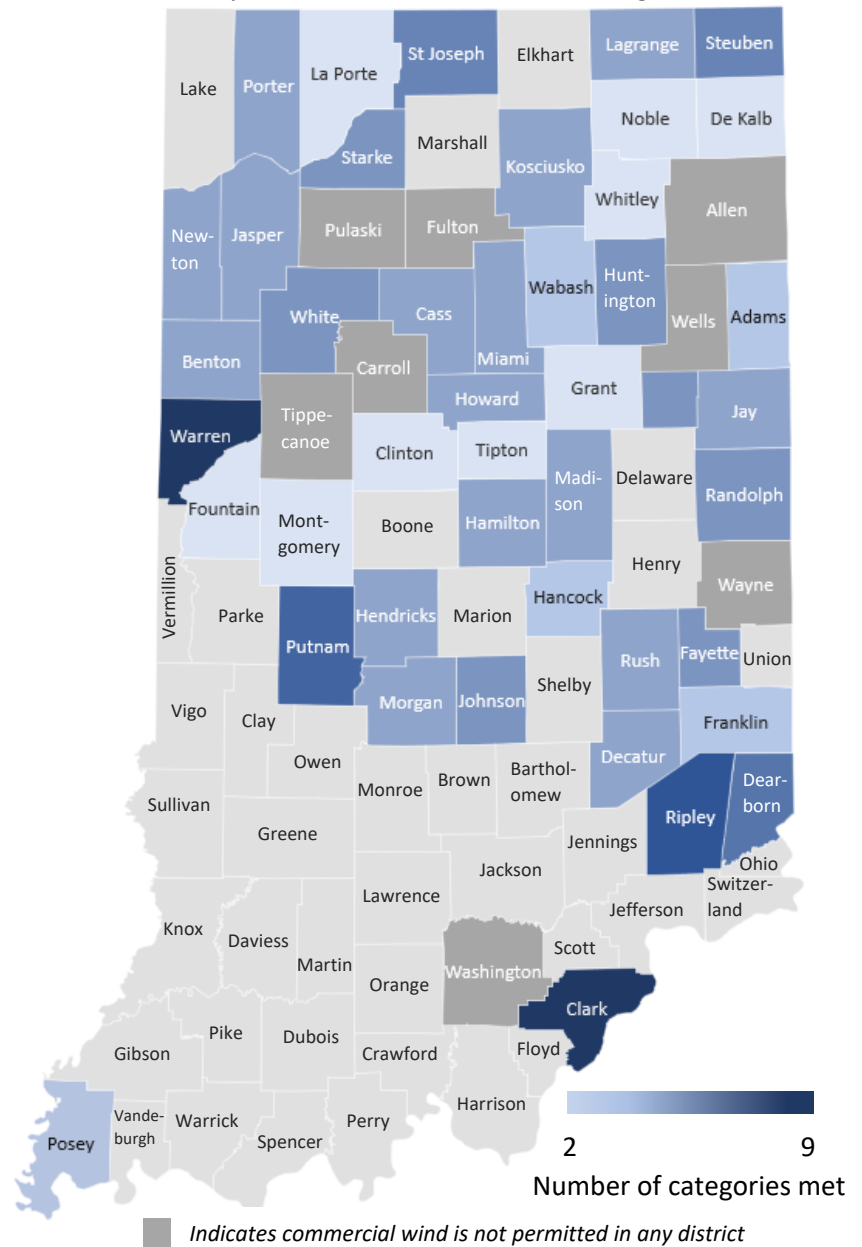 St Joseph
Elkhart
Lagrange
Steuben
La Porte
Lake
Porter
Noble
De Kalb
Marshall
Starke
Kosciusko
Whitley
Allen
New-
ton
Jasper
Pulaski
Fulton
Wabash
Hunt-
ington
Wells
Adams
White
Cass
Miami
Benton
Carroll
Grant
Howard
Jay
Warren
Tippe-
canoe
Clinton
Tipton
Madi-
son
Delaware
Randolph
Fountain
Mont-
gomery
Boone
Hamilton
Henry
Wayne
Vermillion
Parke
Putnam
Hendricks
Marion
Hancock
Rush
Fayette
Union
Shelby
Morgan
Johnson
Vigo
Clay
Franklin
Owen
Decatur
Monroe
Brown
Barthol-
omew
Dear-
born
Sullivan
Greene
Ripley
Jennings
Ohio
Jackson
Switzer-
land
Lawrence
Jefferson
Knox
Daviess
Martin
Scott
Washington
Orange
Clark
Pike
Dubois
Gibson
Crawford
Floyd
Harrison
Posey
Vande-
burgh
Warrick
Spencer
Perry
2 9
Number of categories met
Indicates commercial wind is not permitted in any district